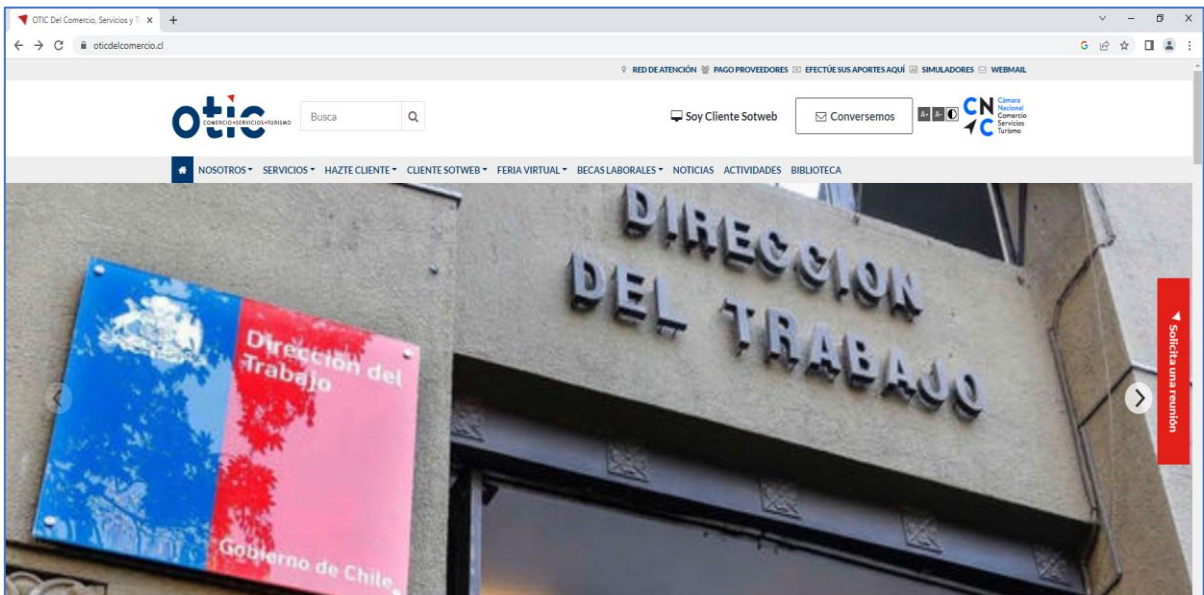 OTIC Del Comercio, Servicios y T
oticdelcomercio.cl
RED DE ATENCIÓN PAGO PROVEEDORES EFECTÚE SUS APORTES AQUÍ SIMULADORES WEBMAIL
otic
COMERCIO+SERVICIOS+TURISMO
Busca
Soy Cliente Sotweb
Conversemos
A+ A-
CNC
Cámara
Nacional
Comercio
Servicios
Turismo
NOSOTROS SERVICIOS HAZTE CLIENTE CLIENTE SOTWEB FERIA VIRTUAL BECAS LABORALES NOTICIAS ACTIVIDADES BIBLIOTECA
DIRECCION
DEL TRABAJO
Dirección del
Trabajo
Gobierno de Chile
Solicita una reunión